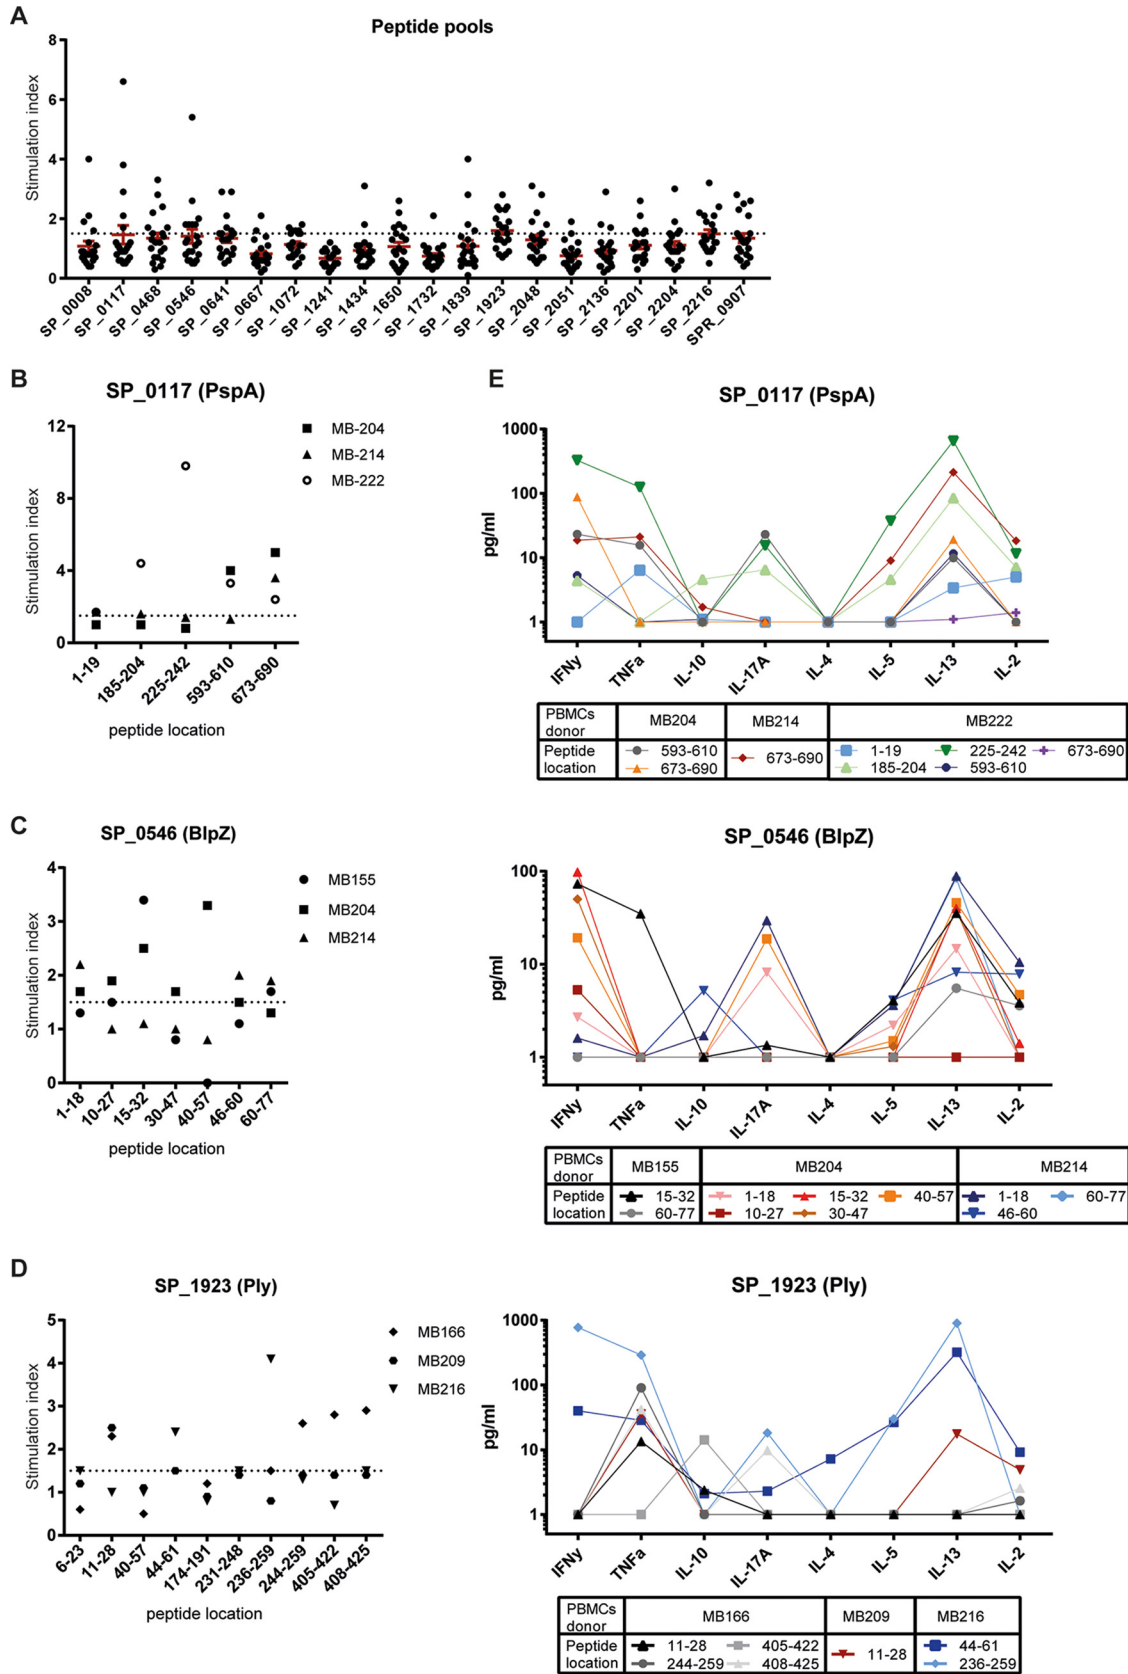 A
Peptide pools
Stimulation index
8
6
4
2
0
SP_0008
SP_0117
SP_0468
SP_0546
SP_0641
SP_0667
SP_1072
SP_1241
SP_1434
SP_1650
SP_1732
SP_1839
SP_1923
SP_2048
SP_2051
SP_2136
SP_2201
SP_2204
SP_2216
SPR_0907
B
SP_0117 (PspA)
Stimulation index
12
8
4
0
MB-204
MB-214
MB-222
1-19
185-204
225-242
593-610
673-690
peptide location
E
SP_0117 (PspA)
pg/ml
1000
100
10
1
IFNy
TNFa
IL-10
IL-17A
IL-4
IL-5
IL-13
IL-2
PBMCs donor MB204 MB214 MB222
Peptide location
593-610 673-690 1-19 225-242 673-690
673-690 185-204 593-610
C
SP_0546 (BlpZ)
Stimulation index
4
3
2
1
0
MB155
MB204
MB214
1-18
10-27
15-32
30-47
40-57
46-60
60-77
peptide location
SP_0546 (BlpZ)
pg/ml
100
10
1
IFNy
TNFa
IL-10
IL-17A
IL-4
IL-5
IL-13
IL-2
PBMCs donor MB155 MB204 MB214
Peptide location
15-32 1-18 15-32 40-57 1-18 60-77
60-77 10-27 30-47 46-60
D
SP_1923 (Ply)
Stimulation index
5
4
3
2
1
0
MB166
MB209
MB216
6-23
11-28
40-57
44-61
174-191
231-248
236-259
244-259
405-422
408-425
peptide location
SP_1923 (Ply)
pg/ml
1000
100
10
1
IFNy
TNFa
IL-10
IL-17A
IL-4
IL-5
IL-13
IL-2
PBMCs donor MB166 MB209 MB216
Peptide location
11-28 405-422 11-28 44-61
244-259 408-425 236-259